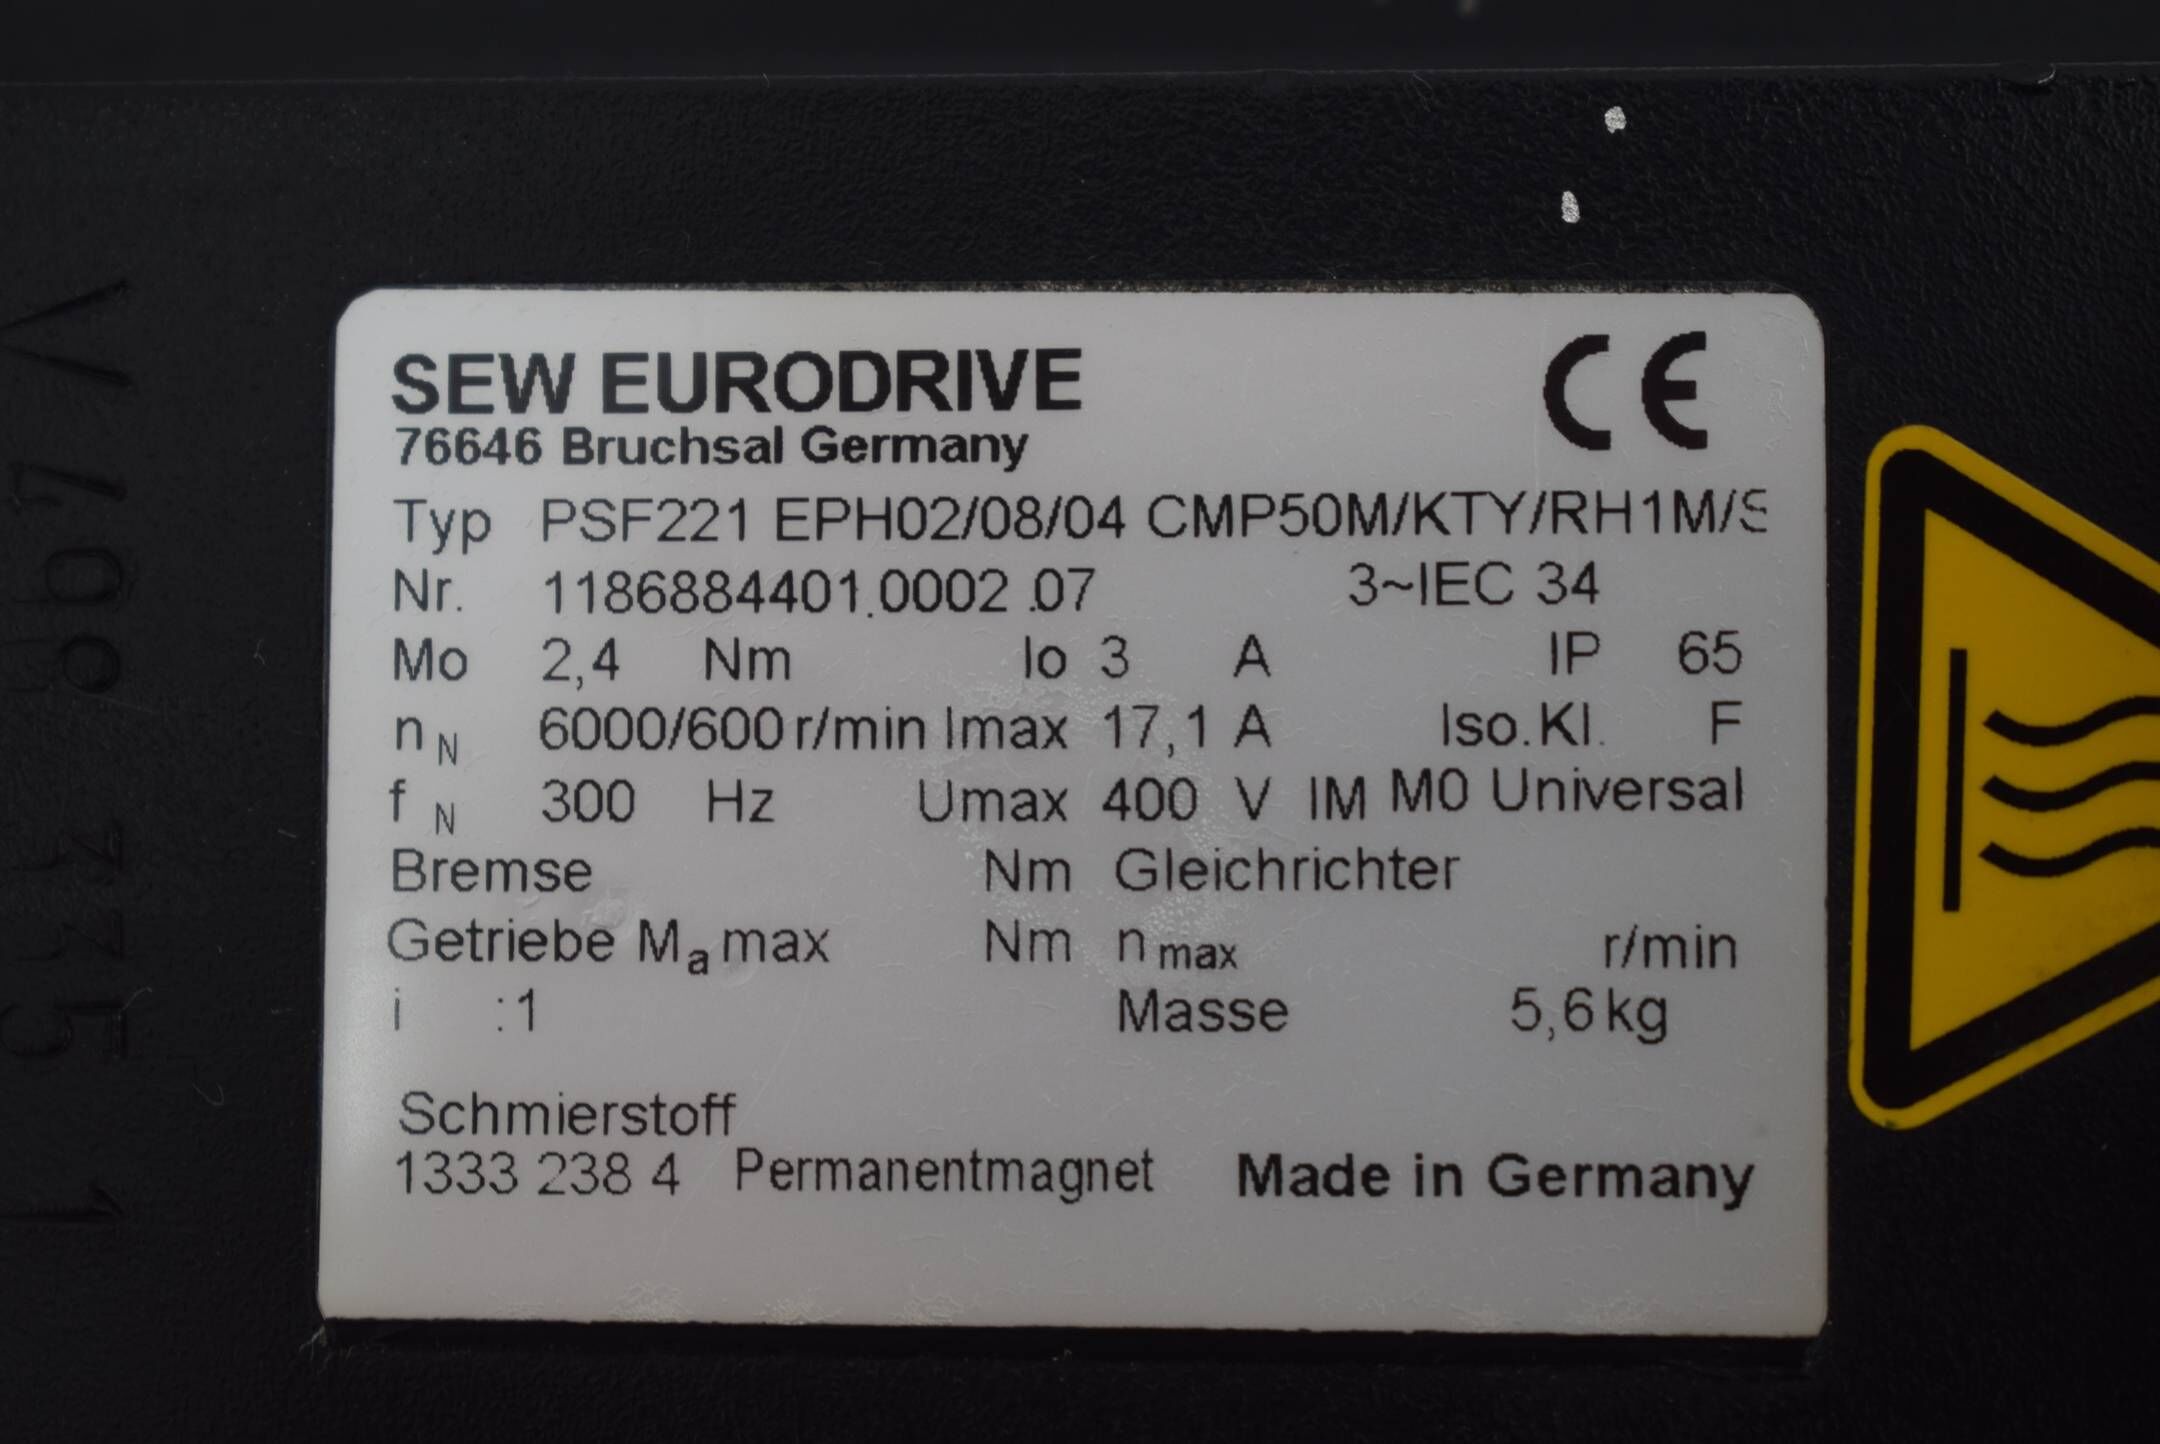 SEW EURODRIVE CE
76646 Bruchsal Germany
Typ PSF221 EPH02/08/04 CMP50M/KTY/RH1M/S
Nr. 1186884401.0002.07 3~IEC 34
Mo 2,4 Nm Io 3 A IP 65
nN 6000/600 r/min Imax 17,1 A Iso.Kl. F
fN 300 Hz Umax 400 V IM M0 Universal
Bremse Nm Gleichrichter
Getriebe Ma max Nm nmax r/min
i :1 Masse 5,6 kg
Schmierstoff
1333 238 4 Permanentmagnet Made in Germany